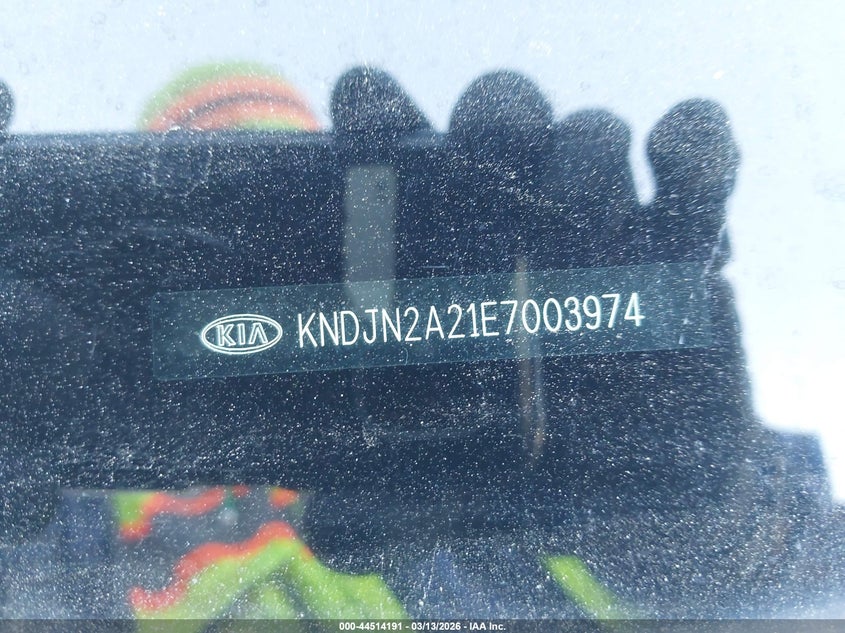 KIA KNDJN2A21E7003974
000-44514191 - 03/13/2026 - IAA Inc.